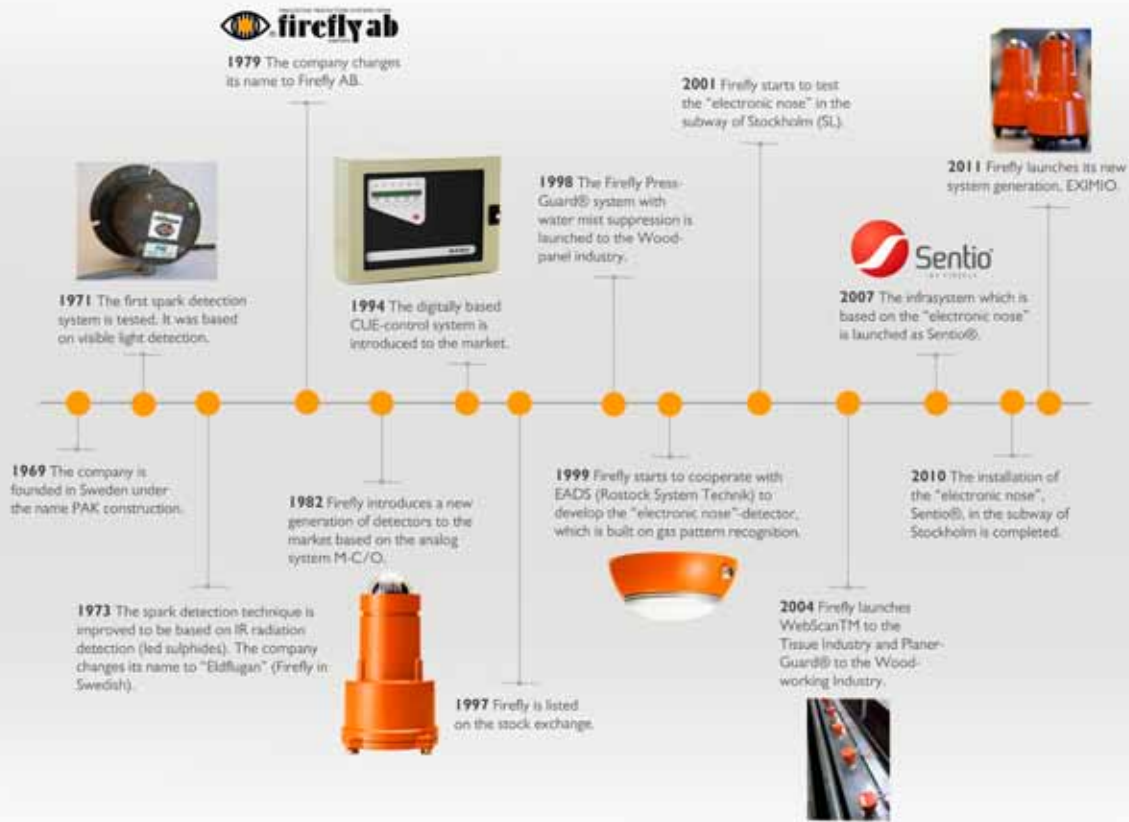 firefly ab
1979 The company changes
its name to Firefly AB.
2001 Firefly starts to test
the "electronic nose" in the
subway of Stockholm (SL).
2011 Firefly launches its new
system generation, EXIMIO.
1998 The Firefly Press-
Guard® system with
water mist suppression is
launched to the Wood-
panel industry.
Sentio®
BY FIREFLY
1971 The first spark detection
system is tested. It was based
on visible light detection.
1994 The digitally based
CUE-control system is
introduced to the market.
2007 The infrasystem which is
based on the "electronic nose"
is launched as Sentio®.
1969 The company is
founded in Sweden under
the name PAK construction.
1982 Firefly introduces a new
generation of detectors to the
market based on the analog
system M-C/O.
1999 Firefly starts to cooperate with
EADS (Rostock System Technik) to
develop the "electronic nose"-detector,
which is built on gas pattern recognition.
2010 The installation of
the "electronic nose",
Sentio®, in the subway of
Stockholm is completed.
1973 The spark detection technique is
improved to be based on IR radiation
detection (led sulphides). The company
changes its name to "Eldflugan" (Firefly in
Swedish).
1997 Firefly is listed
on the stock exchange.
2004 Firefly launches
WebScanTM to the
Tissue Industry and Planer-
Guard® to the Wood-
working Industry.